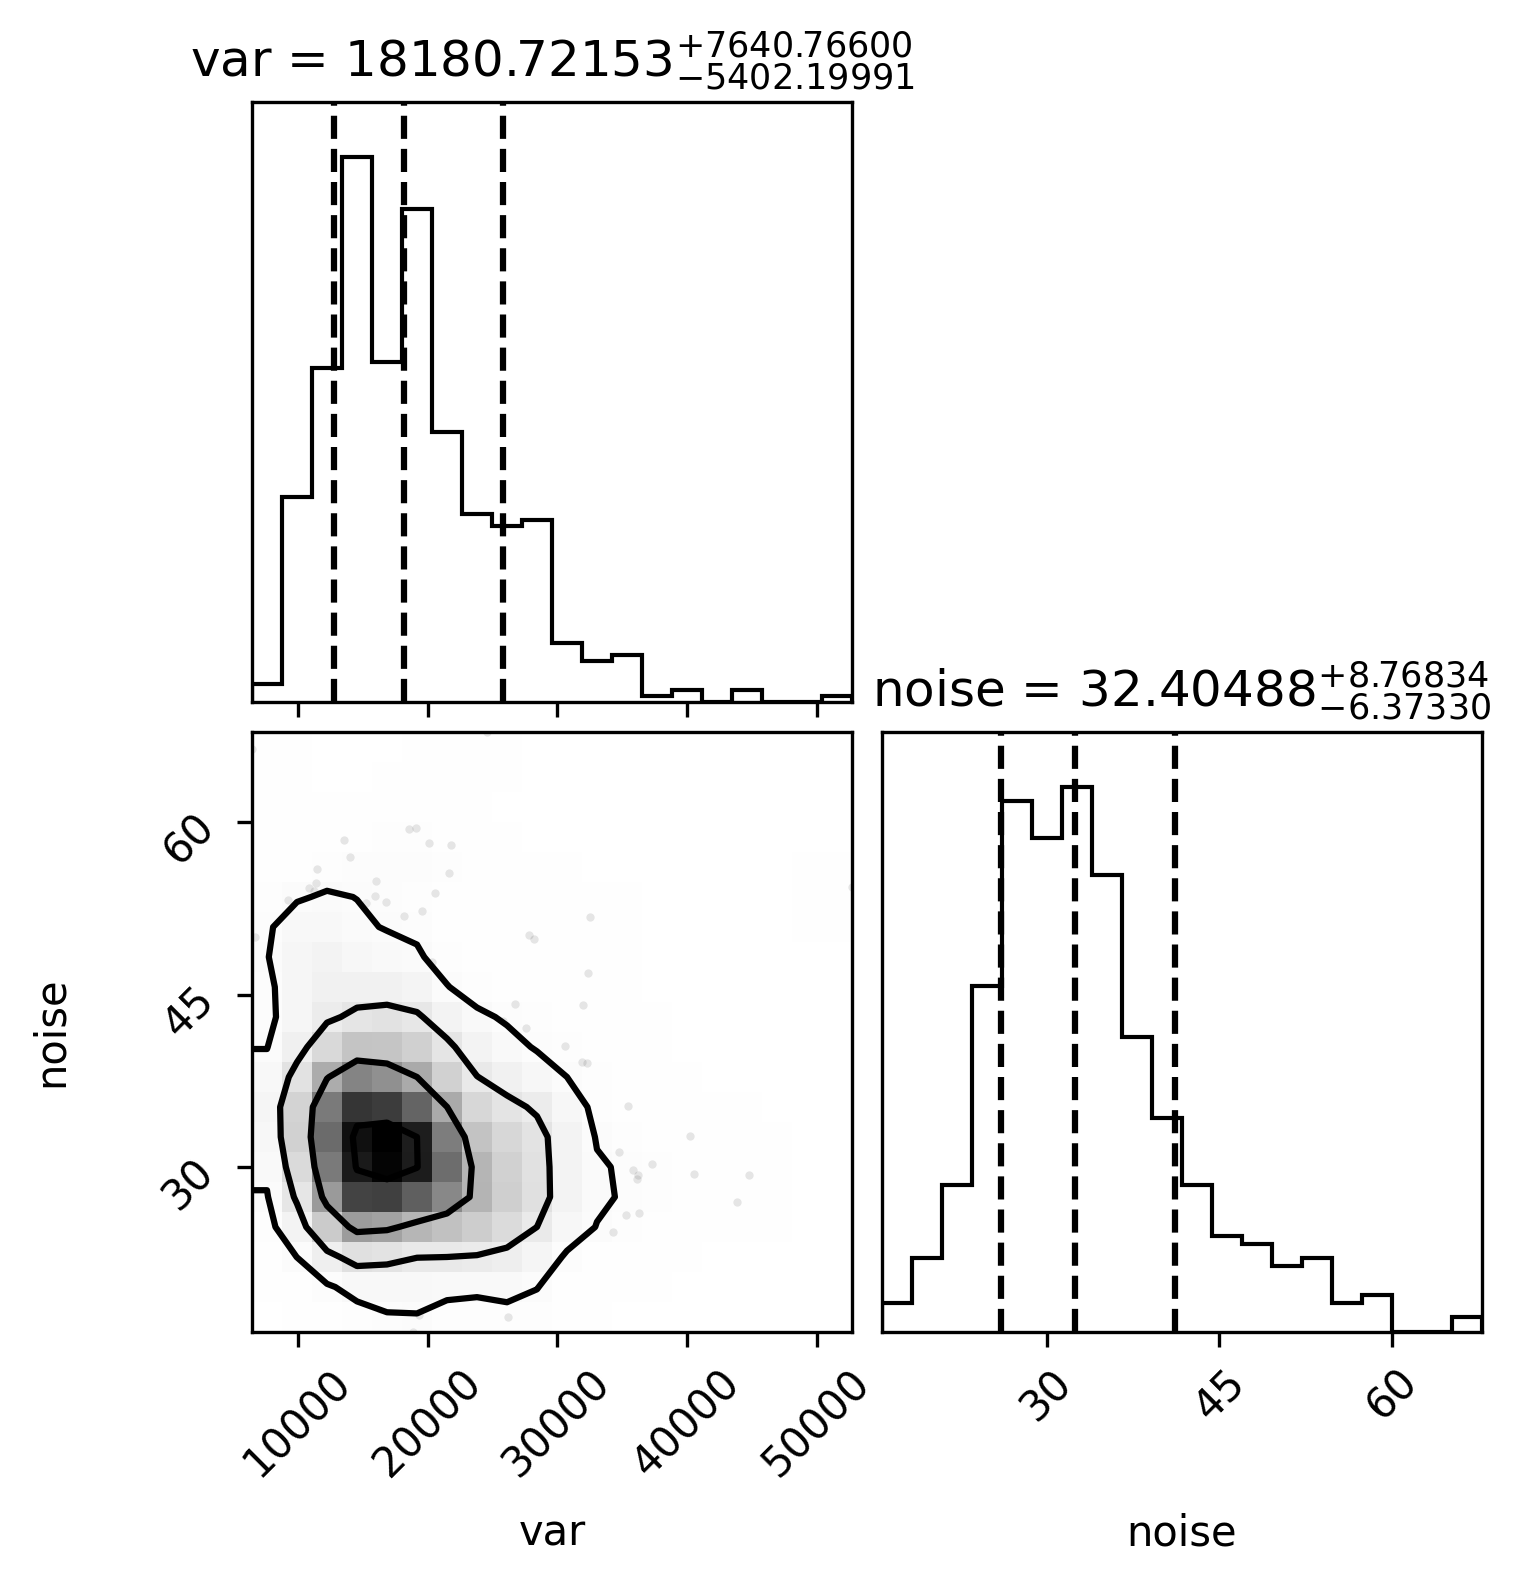 var = 18180.72153+7640.76600 −5402.19991
noise = 32.40488+8.76834 −6.37330
60
45
30
noise
10000 20000 30000 40000 50000
var
30 45 60
noise